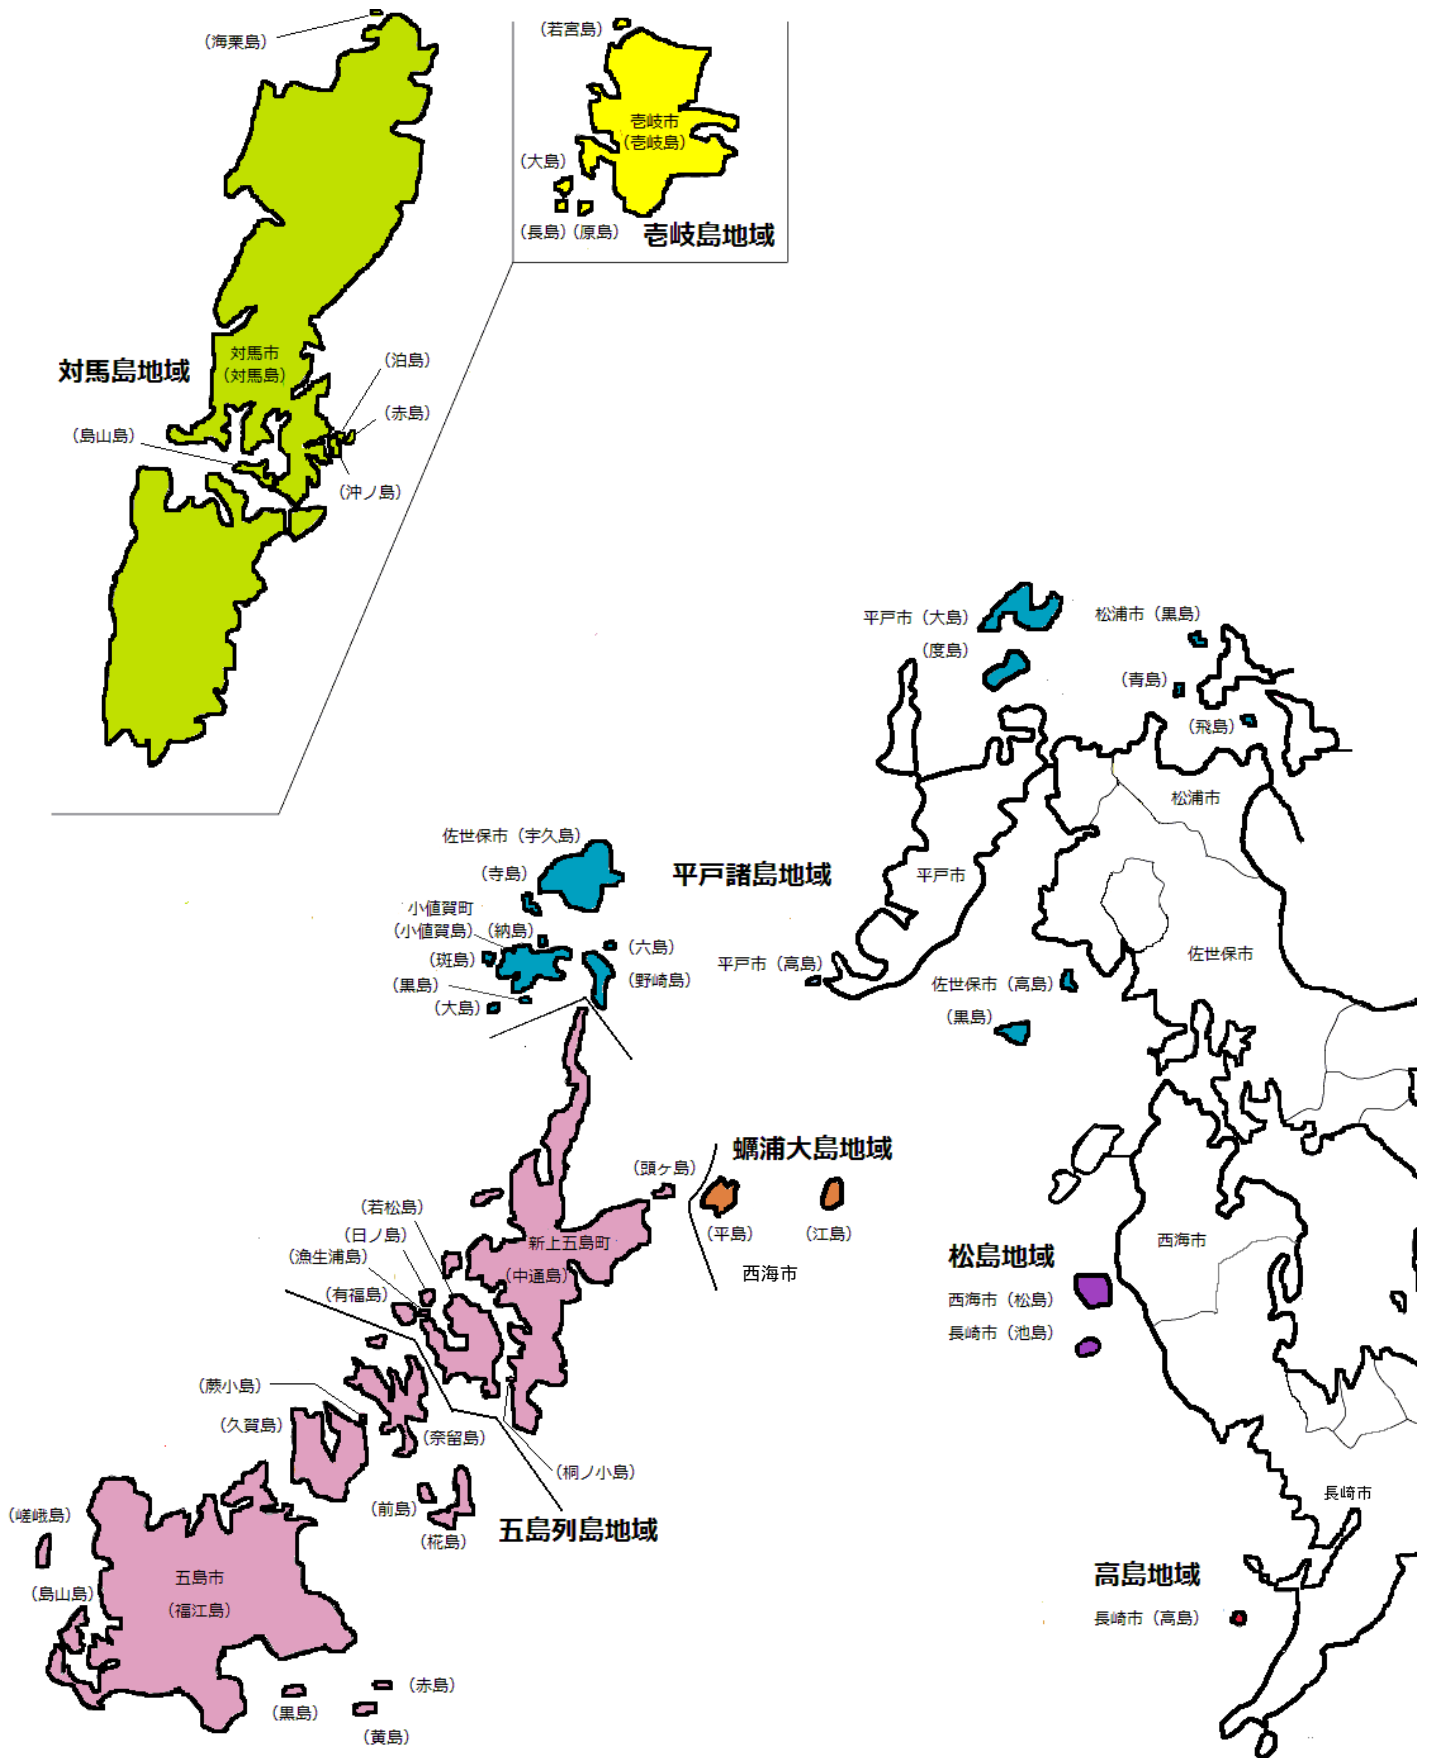 （海栗島）
（若宮島）
壱岐市
（壱岐島）
（大島）
（長島）（原島）
壱岐島地域
対馬島地域
対馬市
（対馬島）
（泊島）
（赤島）
（島山島）
（沖ノ島）
平戸市（大島）
（度島）
松浦市（黒島）
（青島）
（飛島）
松浦市
佐世保市（宇久島）
（寺島）
平戸諸島地域
平戸市
小値賀町
（小値賀島）（納島）
（六島）
（斑島）
（野崎島）
（黒島）
（大島）
平戸市（高島）
佐世保市
佐世保市（高島）
（黒島）
蠣浦大島地域
（頭ヶ島）
（平島）
（江島）
西海市
（若松島）
（日ノ島）
（漁生浦島）
（有福島）
新上五島町
（中通島）
西海市
松島地域
西海市（松島）
長崎市（池島）
（蕨小島）
（久賀島）
（奈留島）
（桐ノ小島）
（前島）
（椛島）
五島列島地域
（嵯峨島）
（島山島）
五島市
（福江島）
（黒島）
（赤島）
（黄島）
長崎市
高島地域
長崎市（高島）